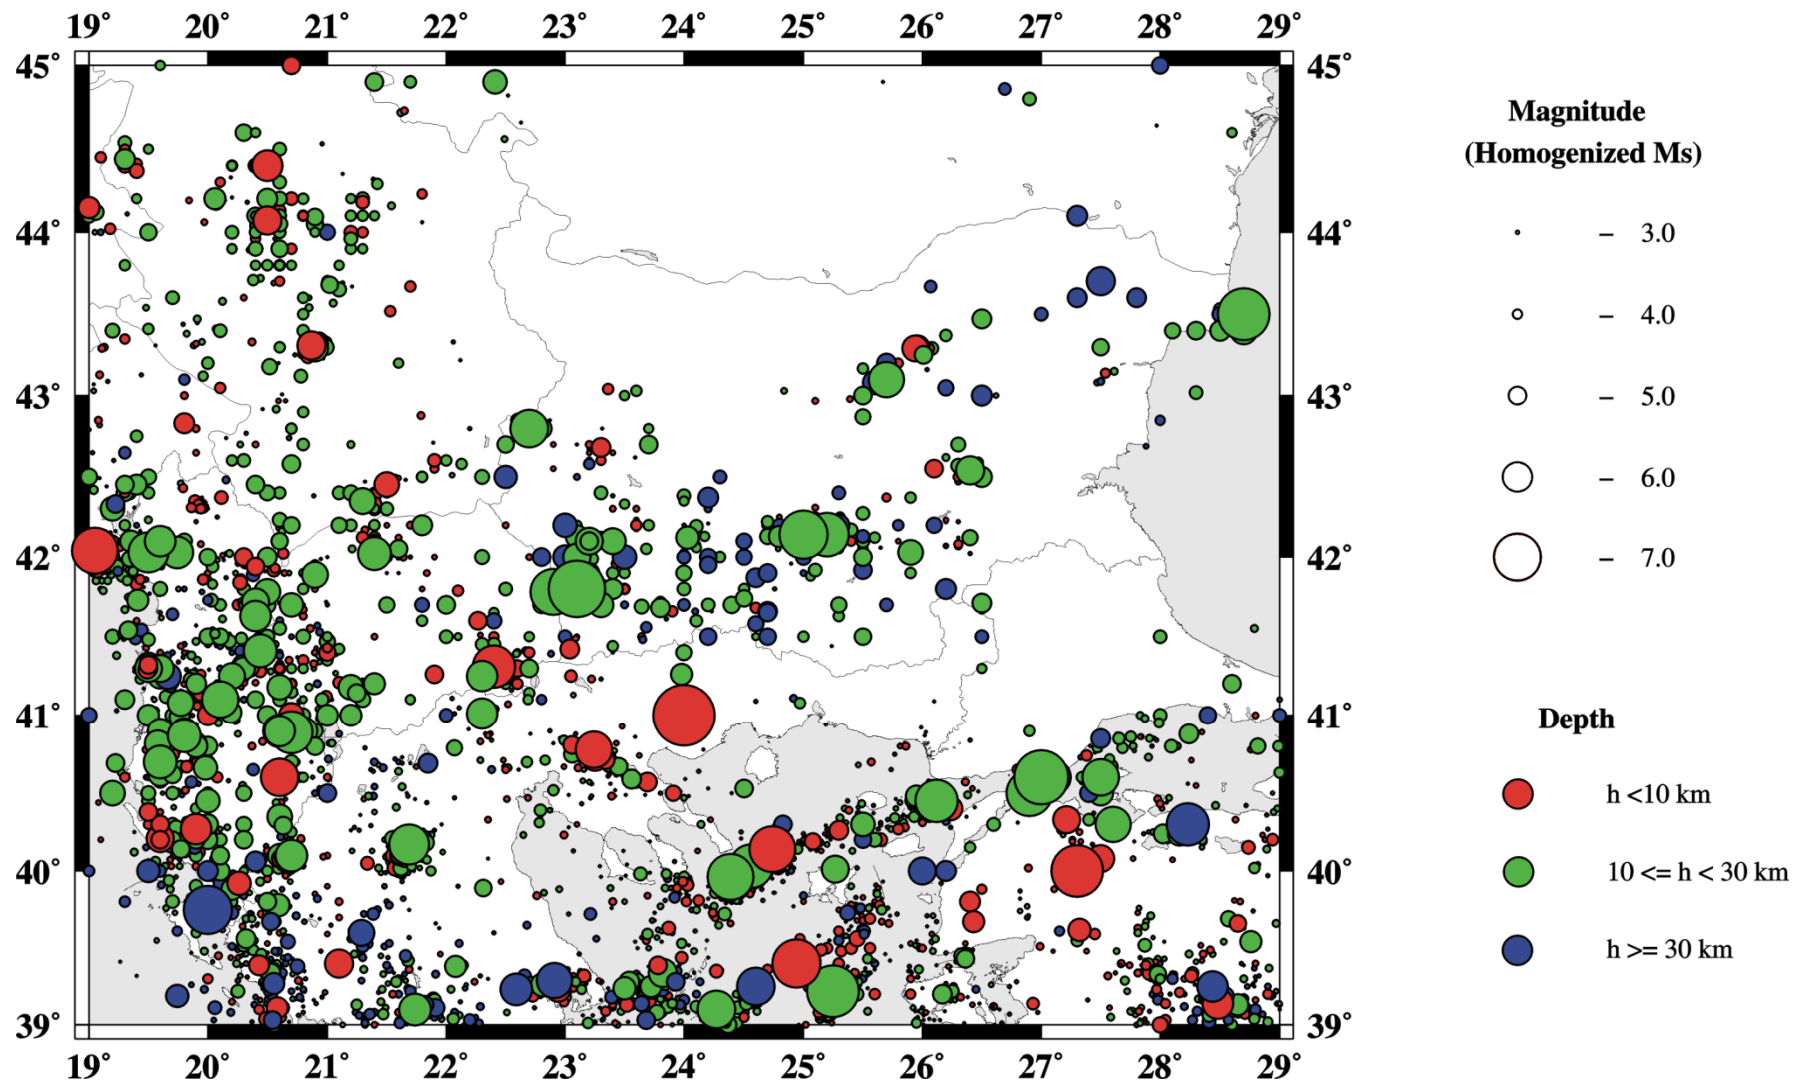 19° 20° 21° 22° 23° 24° 25° 26° 27° 28° 29°
45° 45°
44° 44°
43° 43°
42° 42°
41° 41°
40° 40°
39° 39°
19° 20° 21° 22° 23° 24° 25° 26° 27° 28° 29°
Magnitude
(Homogenized Ms)
– 3.0
– 4.0
– 5.0
– 6.0
– 7.0
Depth
h <10 km
10 <= h < 30 km
h >= 30 km